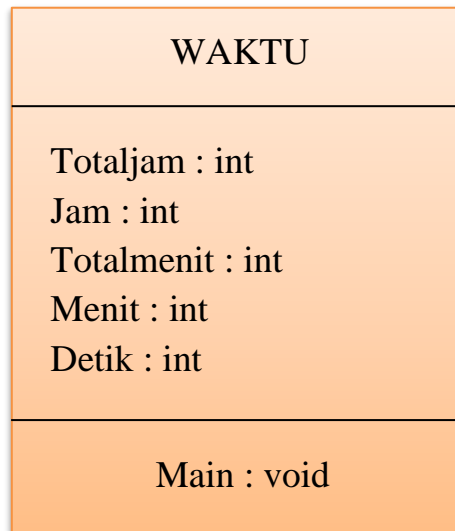 WAKTU
Totaljam : int
Jam : int
Totalmenit : int
Menit : int
Detik : int
Main : void